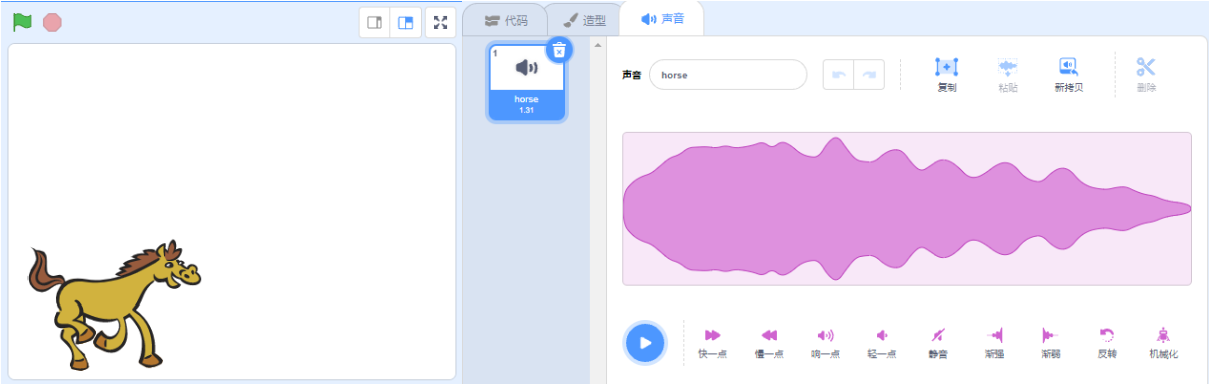 代码
造型
声音
1
horse
1.31
声音
horse
复制
粘贴
新拷贝
删除
快一点
慢一点
响一点
轻一点
静音
渐强
渐弱
反转
机械化